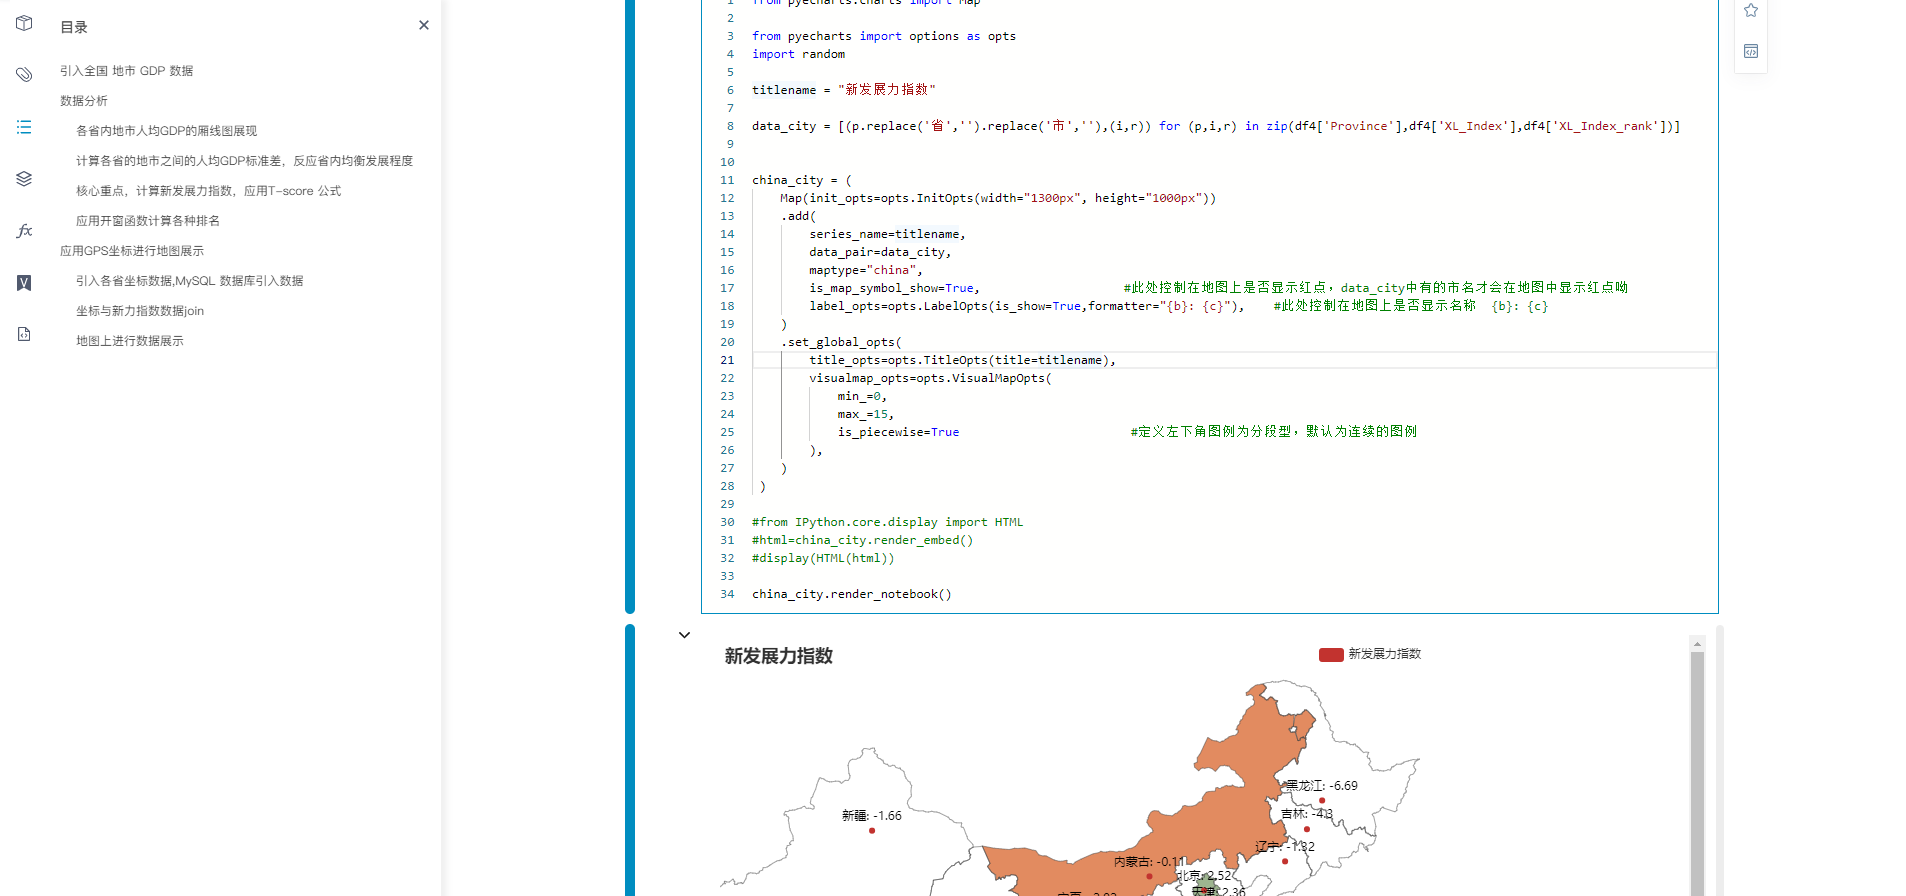 目录
引入全国 地市 GDP 数据
数据分析
各省内地市人均GDP的厢线图展现
计算各省的地市之间的人均GDP标准差，反应省内均衡发展程度
核心重点，计算新发展力指数，应用T-score 公式
应用开窗函数计算各种排名
应用GPS坐标进行地图展示
引入各省坐标数据,MySQL 数据库引入数据
坐标与新力指数数据join
地图上进行数据展示
1 from pyecharts.charts import Map
2
3 from pyecharts import options as opts
4 import random
5
6 titlename = "新发展力指数"
7
8 data_city = [(p.replace('省','').replace('市',''),(i,r)) for (p,i,r) in zip(df4['Province'],df4['XL_Index'],df4['XL_Index_rank'])]
9
10
11 china_city = (
12 Map(init_opts=opts.InitOpts(width="1300px", height="1000px"))
13 .add(
14 series_name=titlename,
15 data_pair=data_city,
16 maptype="china",
17 is_map_symbol_show=True, #此处控制在地图上是否显示红点，data_city中有的市名才会在地图中显示红点呦
18 label_opts=opts.LabelOpts(is_show=True,formatter="{b}: {c}"), #此处控制在地图上是否显示名称 {b}: {c}
19 )
20 .set_global_opts(
21 title_opts=opts.TitleOpts(title=titlename),
22 visualmap_opts=opts.VisualMapOpts(
23 min_=0,
24 max_=15,
25 is_piecewise=True #定义左下角图例为分段型，默认为连续的图例
26 ),
27 )
28 )
29
30 #from IPython.core.display import HTML
31 #html=china_city.render_embed()
32 #display(HTML(html))
33
34 china_city.render_notebook()
新发展力指数
新发展力指数
黑龙江: -6.69
吉林: -4.3
新疆: -1.66
辽宁: -1.32
内蒙古: -0.11
北京: 2.52
天津: 2.36